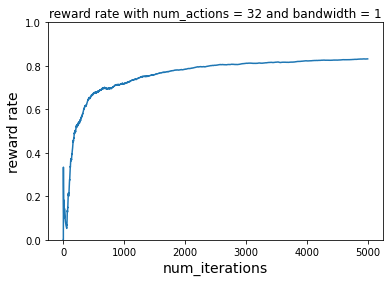 reward rate with num_actions = 32 and bandwidth = 1
1.0
0.8
0.6
0.4
0.2
0.0
reward rate
0 1000 2000 3000 4000 5000
num_iterations